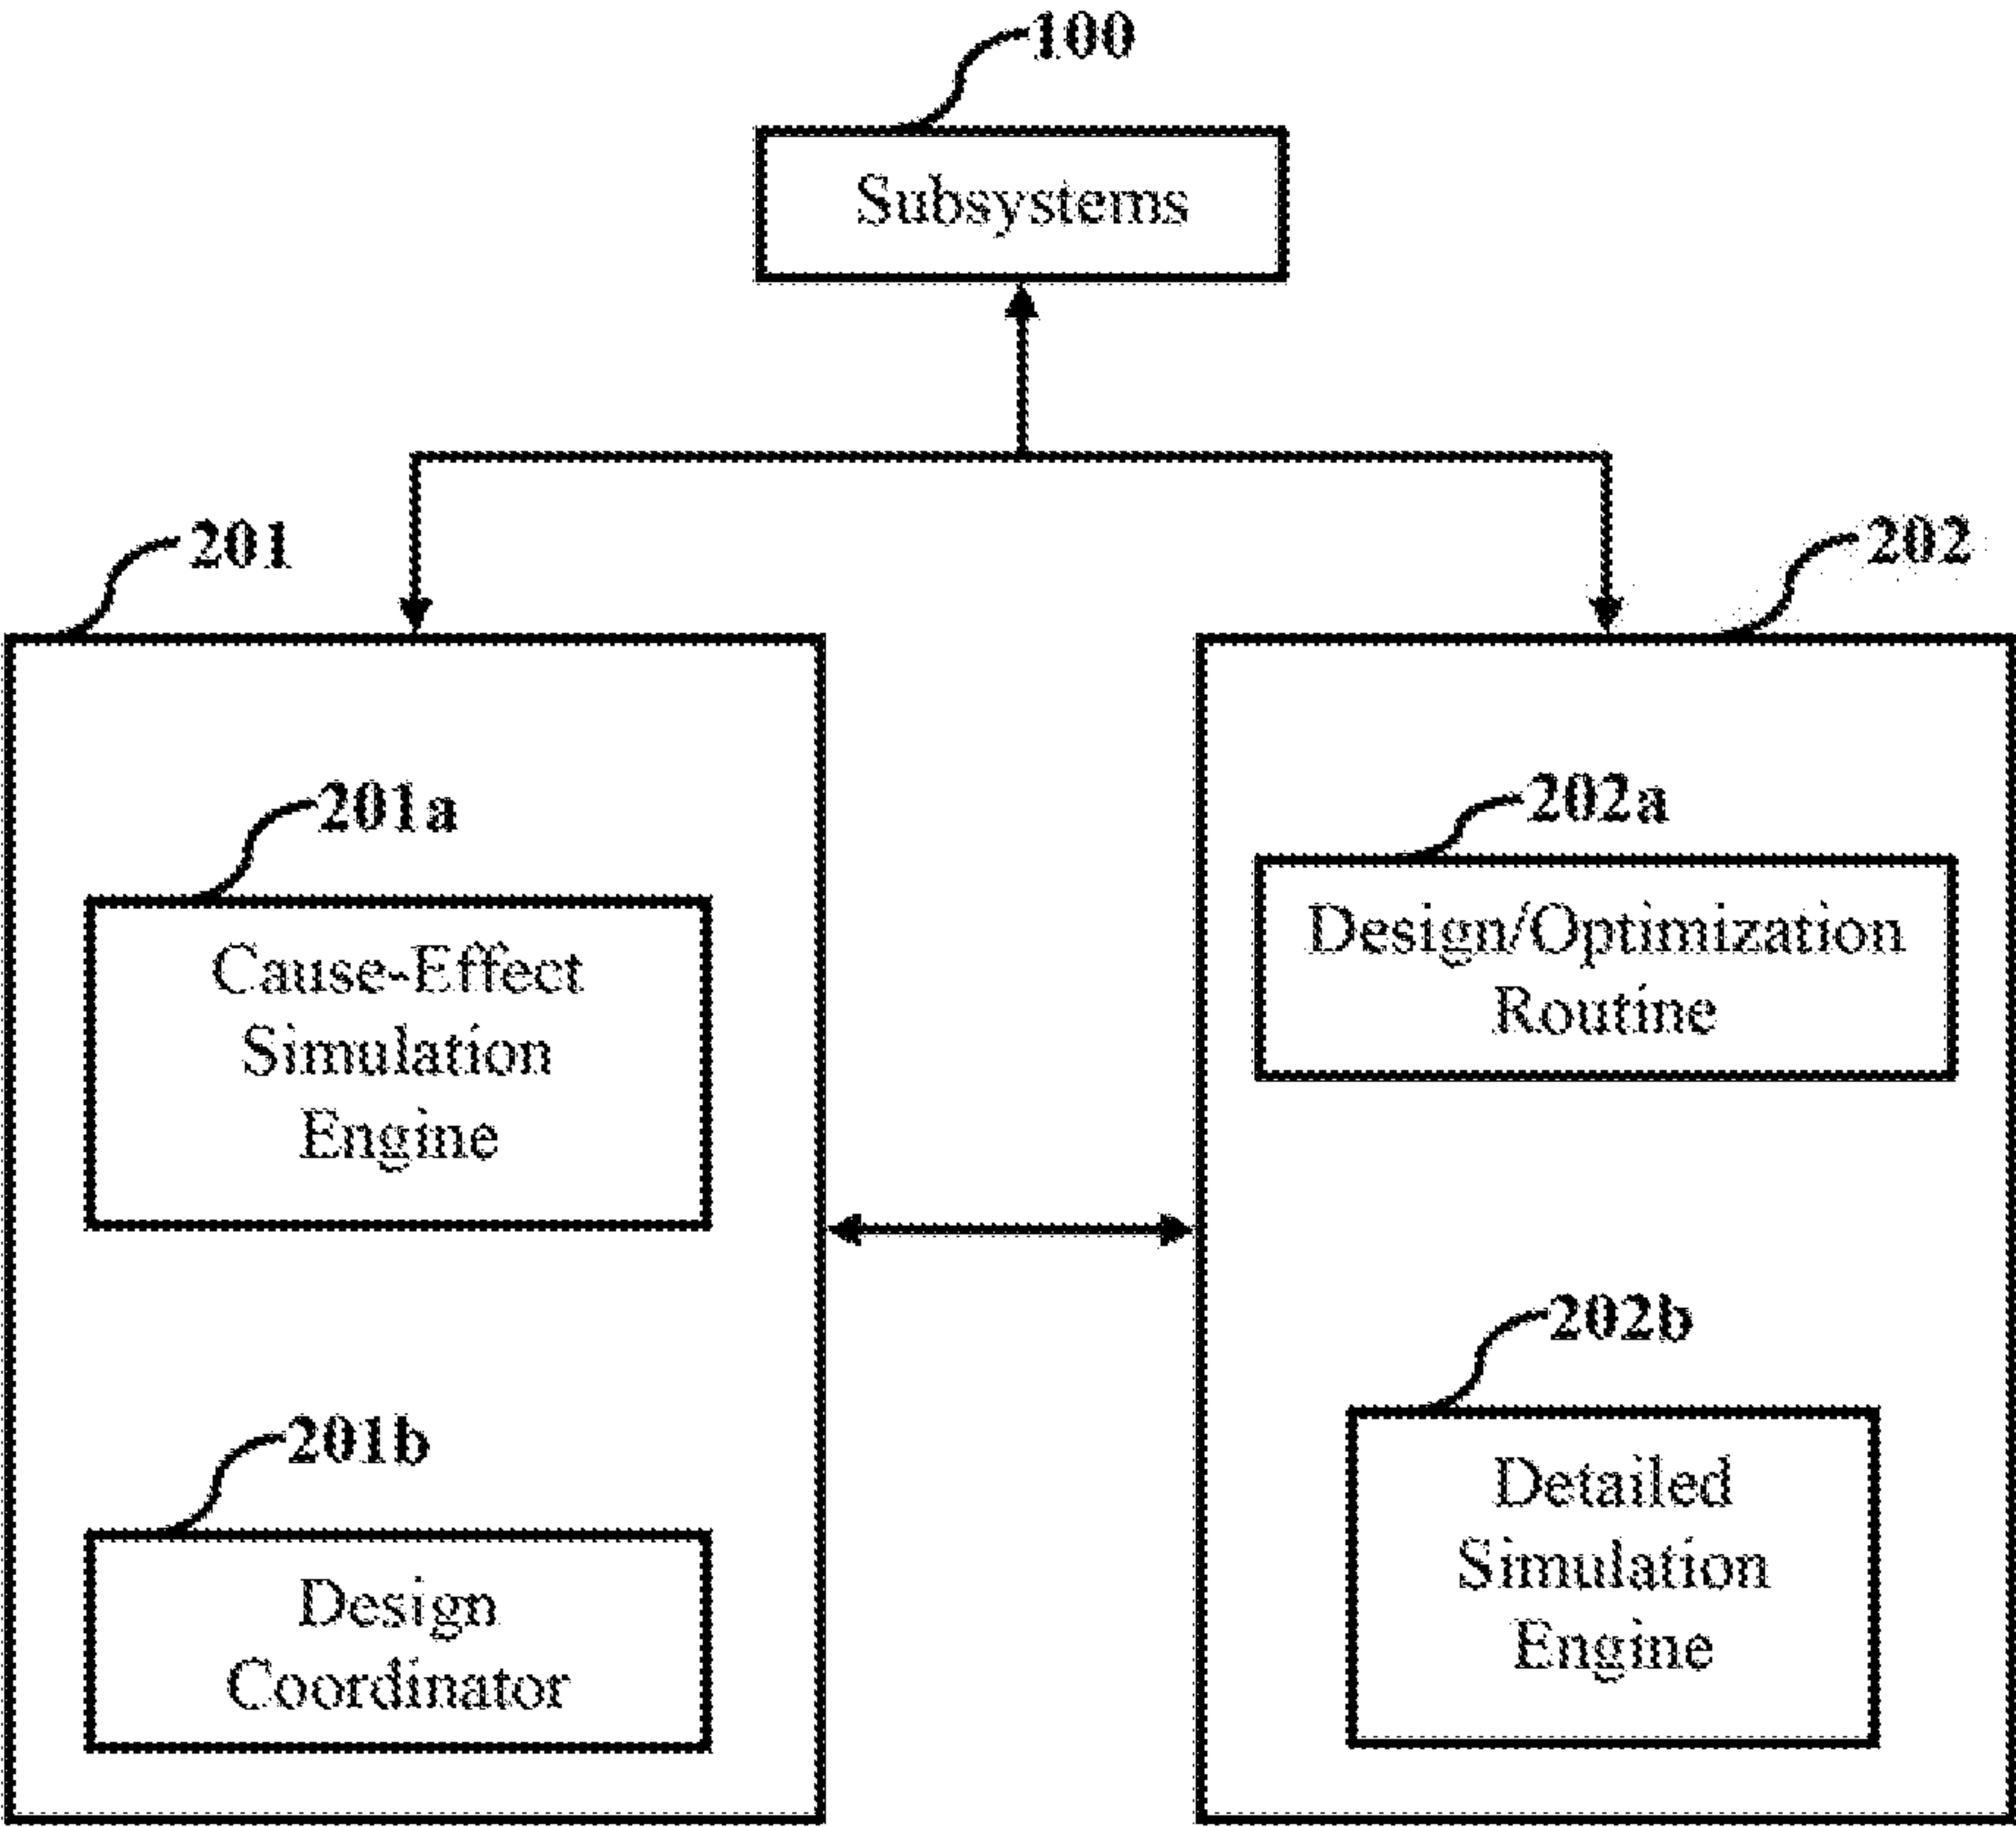 100
Subsystems
201
202
201a
Cause-Effect
Simulation
Engine
201b
Design
Coordinator
202a
Design/Optimization
Routine
202b
Detailed
Simulation
Engine